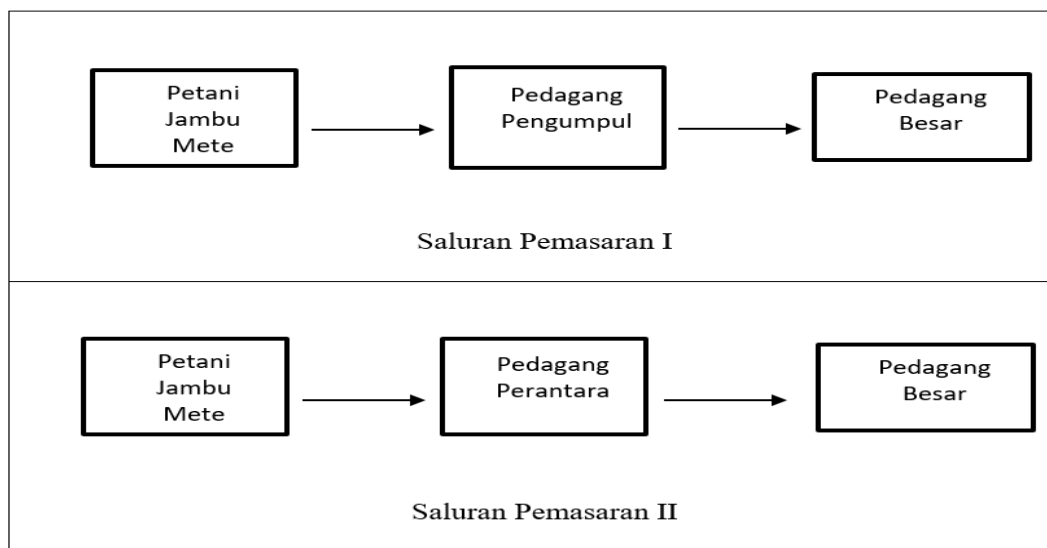 Petani
Jambu
Mete
Pedagang
Pengumpul
Pedagang
Besar
Saluran Pemasaran I
Petani
Jambu
Mete
Pedagang
Perantara
Pedagang
Besar
Saluran Pemasaran II